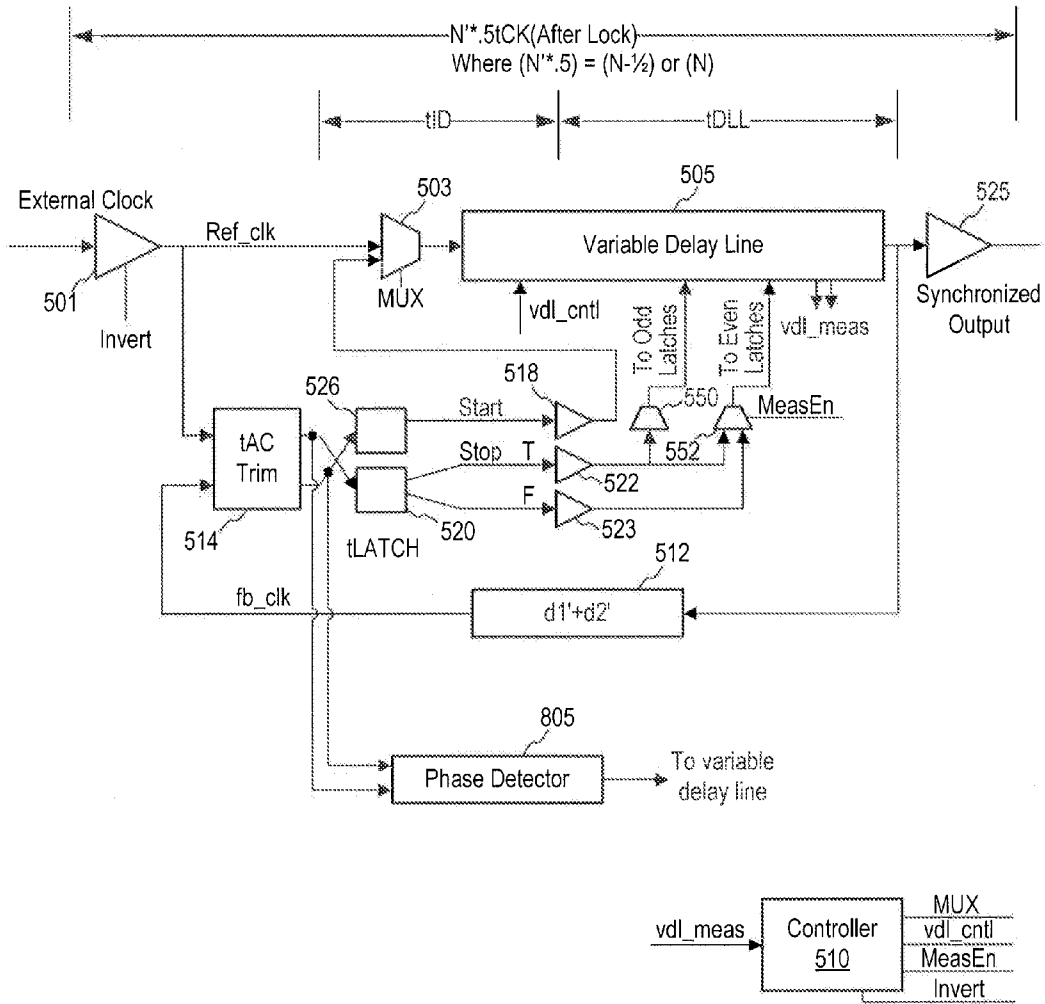 N'*.5tCK(After Lock)
Where (N'*.5) = (N-½) or (N)
tID
tDLL
External Clock
501
Invert
Ref_clk
503
MUX
505
Variable Delay Line
525
Synchronized
Output
vdl_cntl
To Odd
Latches
To Even
Latches
vdl_meas
526
Start
518
550
MeasEn
tAC
Trim
514
Stop
T
522
552
F
523
520
tLATCH
512
fb_clk
d1'+d2'
805
Phase Detector
To variable
delay line
vdl_meas
Controller
510
MUX
vdl_cntl
MeasEn
Invert